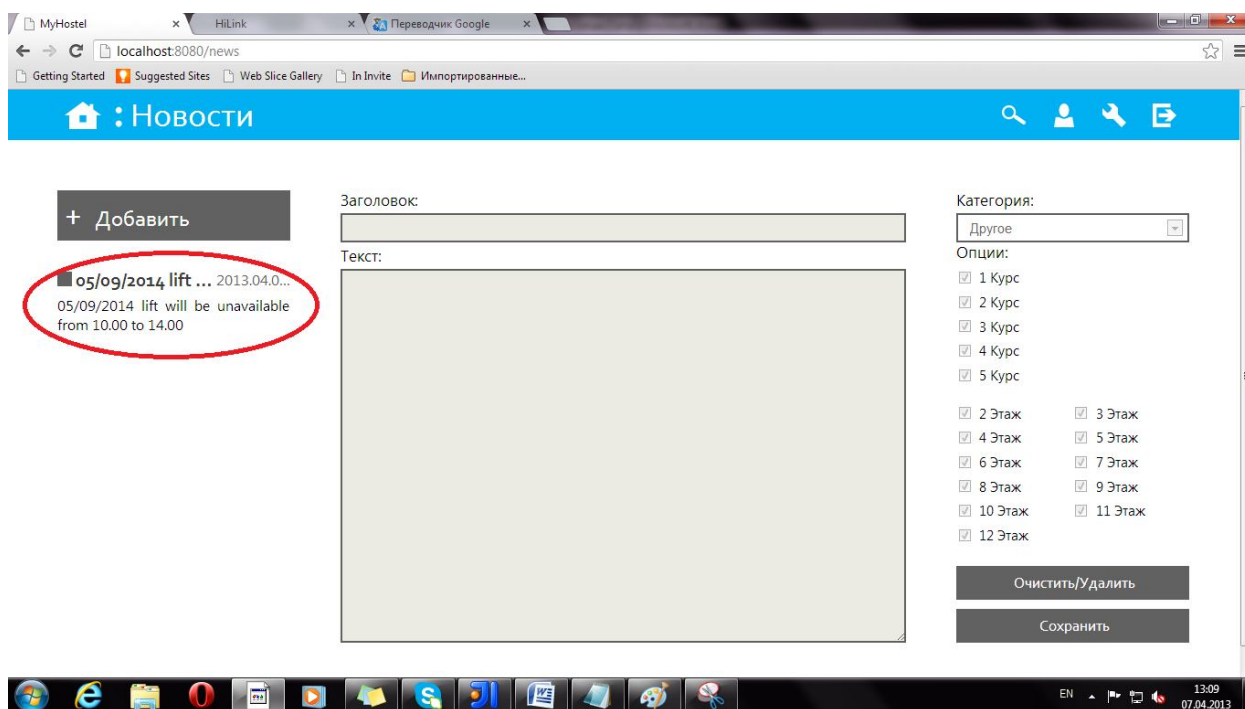 MyHostel
HiLink
Переводчик Google
localhost:8080/news
Getting Started Suggested Sites Web Slice Gallery In Invite Импортированные...
: Новости
+ Добавить
05/09/2014 lift ... 2013.04.0...
05/09/2014 lift will be unavailable
from 10.00 to 14.00
Заголовок:
Текст:
Категория:
Другое
Опции:
1 Курс
2 Курс
3 Курс
4 Курс
5 Курс
2 Этаж 3 Этаж
4 Этаж 5 Этаж
6 Этаж 7 Этаж
8 Этаж 9 Этаж
10 Этаж 11 Этаж
12 Этаж
Очистить/Удалить
Сохранить
EN
13:09
07.04.2013